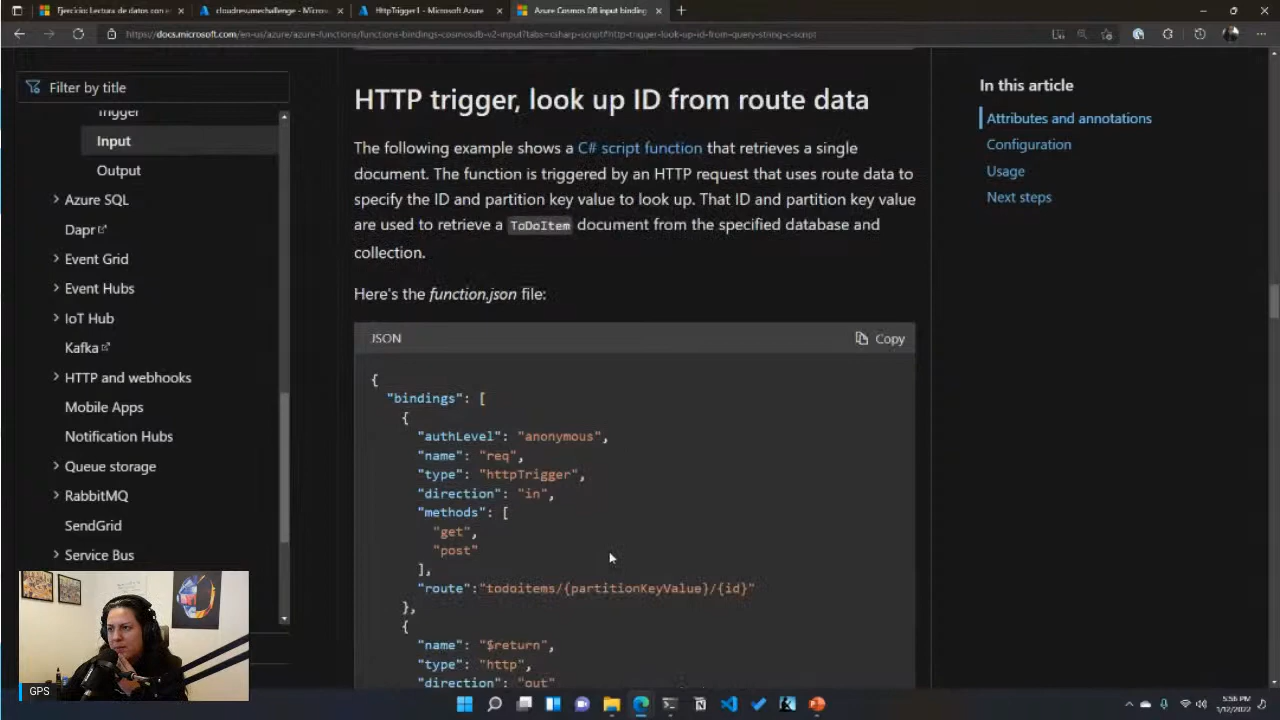 Ejercicio: Lectura de datos con e
cloudresumechallenge - Micros
HttpTrigger1 - Microsoft Azure
Azure Cosmos DB input binding
https://docs.microsoft.com/en-us/azure/azure-functions/functions-bindings-cosmosdb-v2-input?tabs=csharp-script#http-trigger-look-up-id-from-query-string-c-script
Filter by title
Trigger
Input
Output
Azure SQL
Dapr
Event Grid
Event Hubs
IoT Hub
Kafka
HTTP and webhooks
Mobile Apps
Notification Hubs
Queue storage
RabbitMQ
SendGrid
Service Bus
HTTP trigger, look up ID from route data
The following example shows a C# script function that retrieves a single
document. The function is triggered by an HTTP request that uses route data to
specify the ID and partition key value to look up. That ID and partition key value
are used to retrieve a ToDoItem document from the specified database and
collection.
Here's the function.json file:
JSON
Copy
{
"bindings": [
{
"authLevel": "anonymous",
"name": "req",
"type": "httpTrigger",
"direction": "in",
"methods": [
"get",
"post"
],
"route":"todoitems/{partitionKeyValue}/{id}"
},
{
"name": "$return",
"type": "http",
"direction": "out"
In this article
Attributes and annotations
Configuration
Usage
Next steps
GPS
5:56 PM
1/12/2022